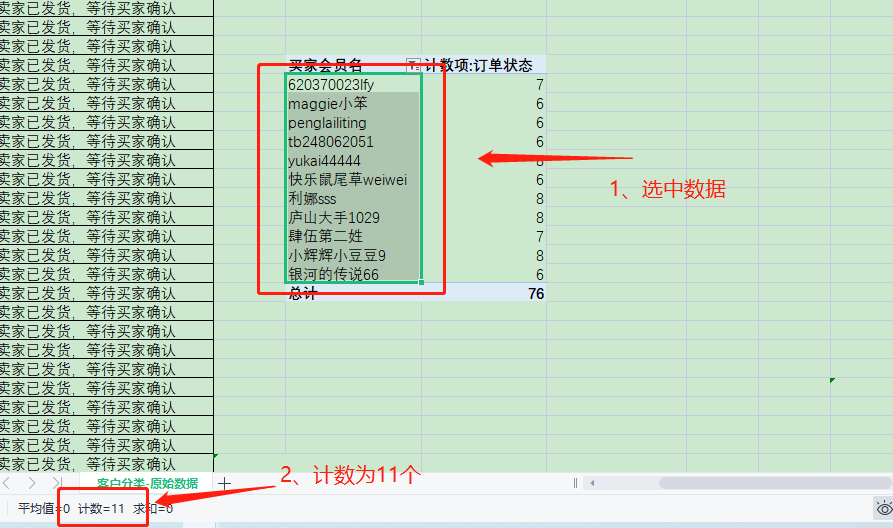 卖家已发货，等待买家确认
卖家已发货，等待买家确认
卖家已发货，等待买家确认
卖家已发货，等待买家确认 买家会员名 计数项:订单状态
卖家已发货，等待买家确认 620370023lfy 7
卖家已发货，等待买家确认 maggie小笨 6
卖家已发货，等待买家确认 penglailiting 6
卖家已发货，等待买家确认 tb248062051 6
卖家已发货，等待买家确认 yukai44444 8
卖家已发货，等待买家确认 快乐鼠尾草weiwei 6
1、选中数据
卖家已发货，等待买家确认 利娜sss 8
卖家已发货，等待买家确认 庐山大手1029 8
卖家已发货，等待买家确认 肆伍第二姓 7
卖家已发货，等待买家确认 小辉辉小豆豆9 8
卖家已发货，等待买家确认 银河的传说66 6
卖家已发货，等待买家确认 总计 76
卖家已发货，等待买家确认
卖家已发货，等待买家确认
卖家已发货，等待买家确认
卖家已发货，等待买家确认
卖家已发货，等待买家确认
卖家已发货，等待买家确认
卖家已发货，等待买家确认
卖家已发货，等待买家确认
卖家已发货，等待买家确认
2、计数为11个
客户分类-原始数据
平均值=0 计数=11 求和=0